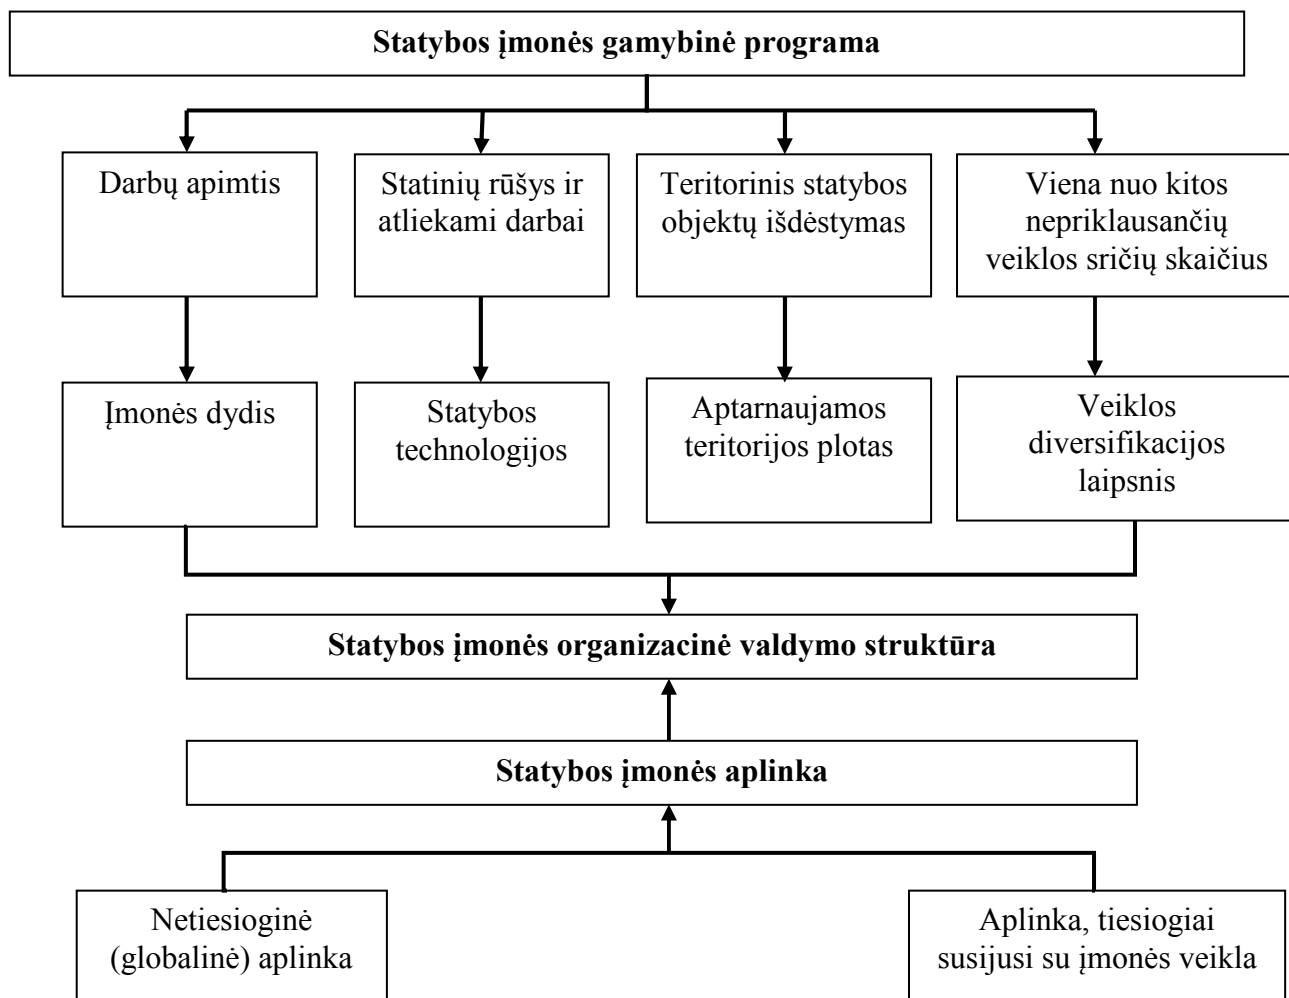 Statybos įmonės gamybinė programa
Darbų apimtis
Statinių rūšys ir
atliekami darbai
Teritorinis statybos
objektų išdėstymas
Viena nuo kitos
nepriklausančių
veiklos sričių skaičius
Įmonės dydis
Statybos
technologijos
Aptarnaujamos
teritorijos plotas
Veiklos
diversifikacijos
laipsnis
Statybos įmonės organizacinė valdymo struktūra
Statybos įmonės aplinka
Netiesioginė
(globalinė) aplinka
Aplinka, tiesiogiai
susijusi su įmonės veikla